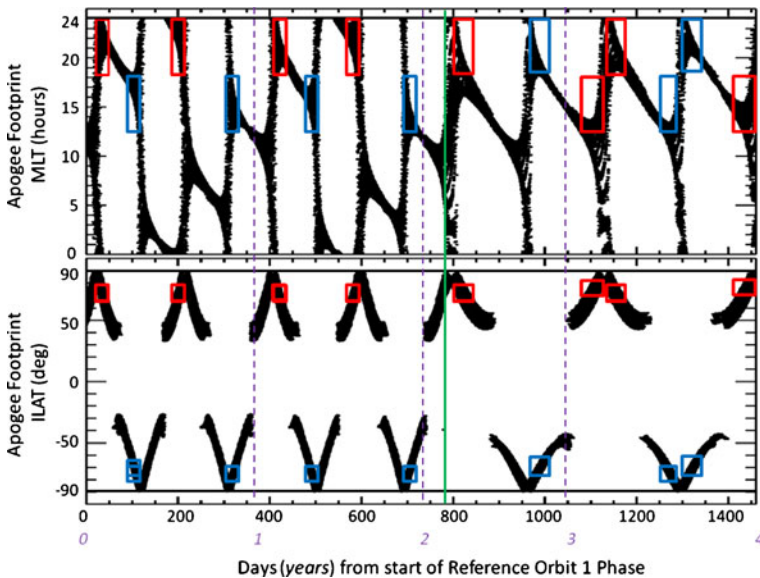 24
20
15
10
5
0
Apogee Footprint
MLT (hours)
90
50
0
-50
-90
Apogee Footprint
ILAT (deg)
0 200 400 600 800 1000 1200 1400
0 1 2 3 4
Days (years) from start of Reference Orbit 1 Phase